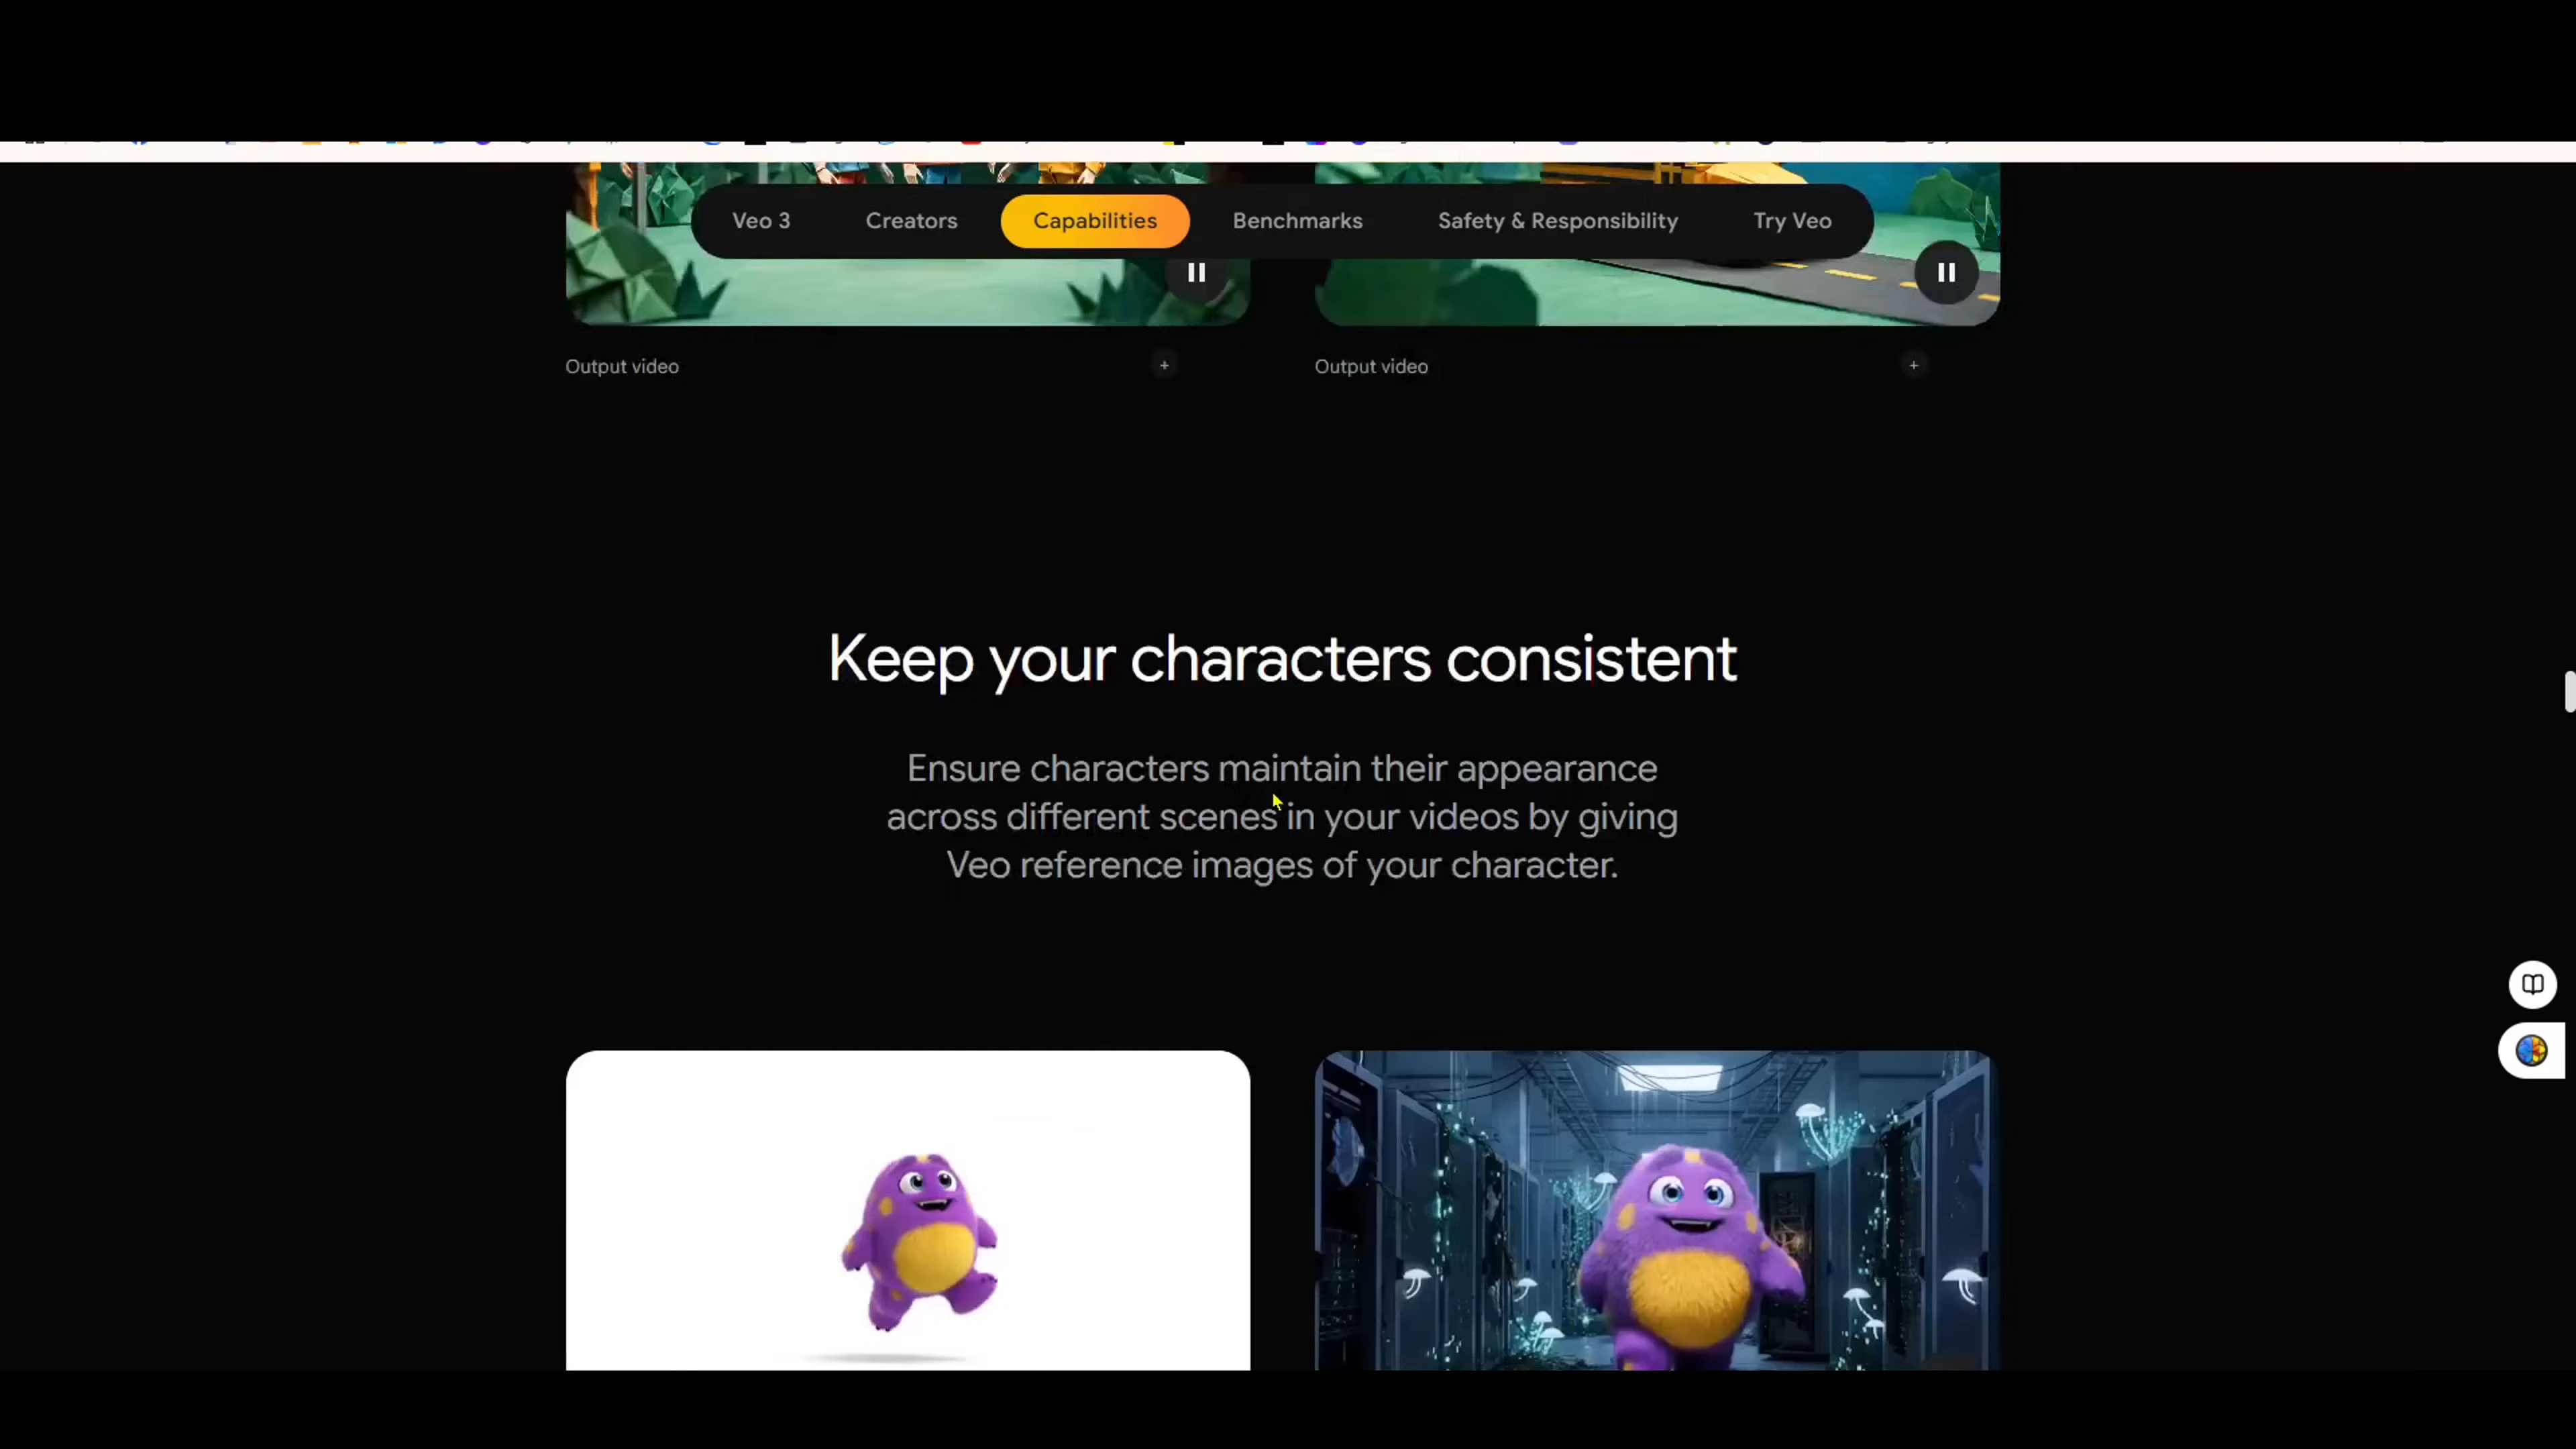 Veo 3 Creators Capabilities Benchmarks Safety & Responsibility Try Veo
Output video
Output video
Keep your characters consistent
Ensure characters maintain their appearance
across different scenes in your videos by giving
Veo reference images of your character.